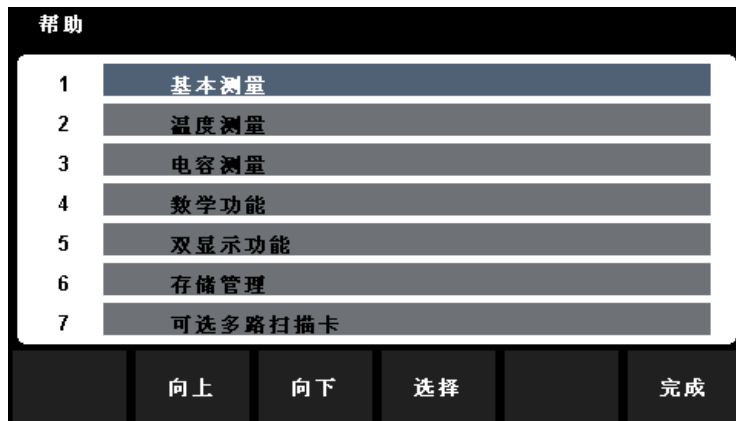 帮助
1 基本测量
2 温度测量
3 电容测量
4 数学功能
5 双显示功能
6 存储管理
7 可选多路扫描卡
向上 向下 选择 完成